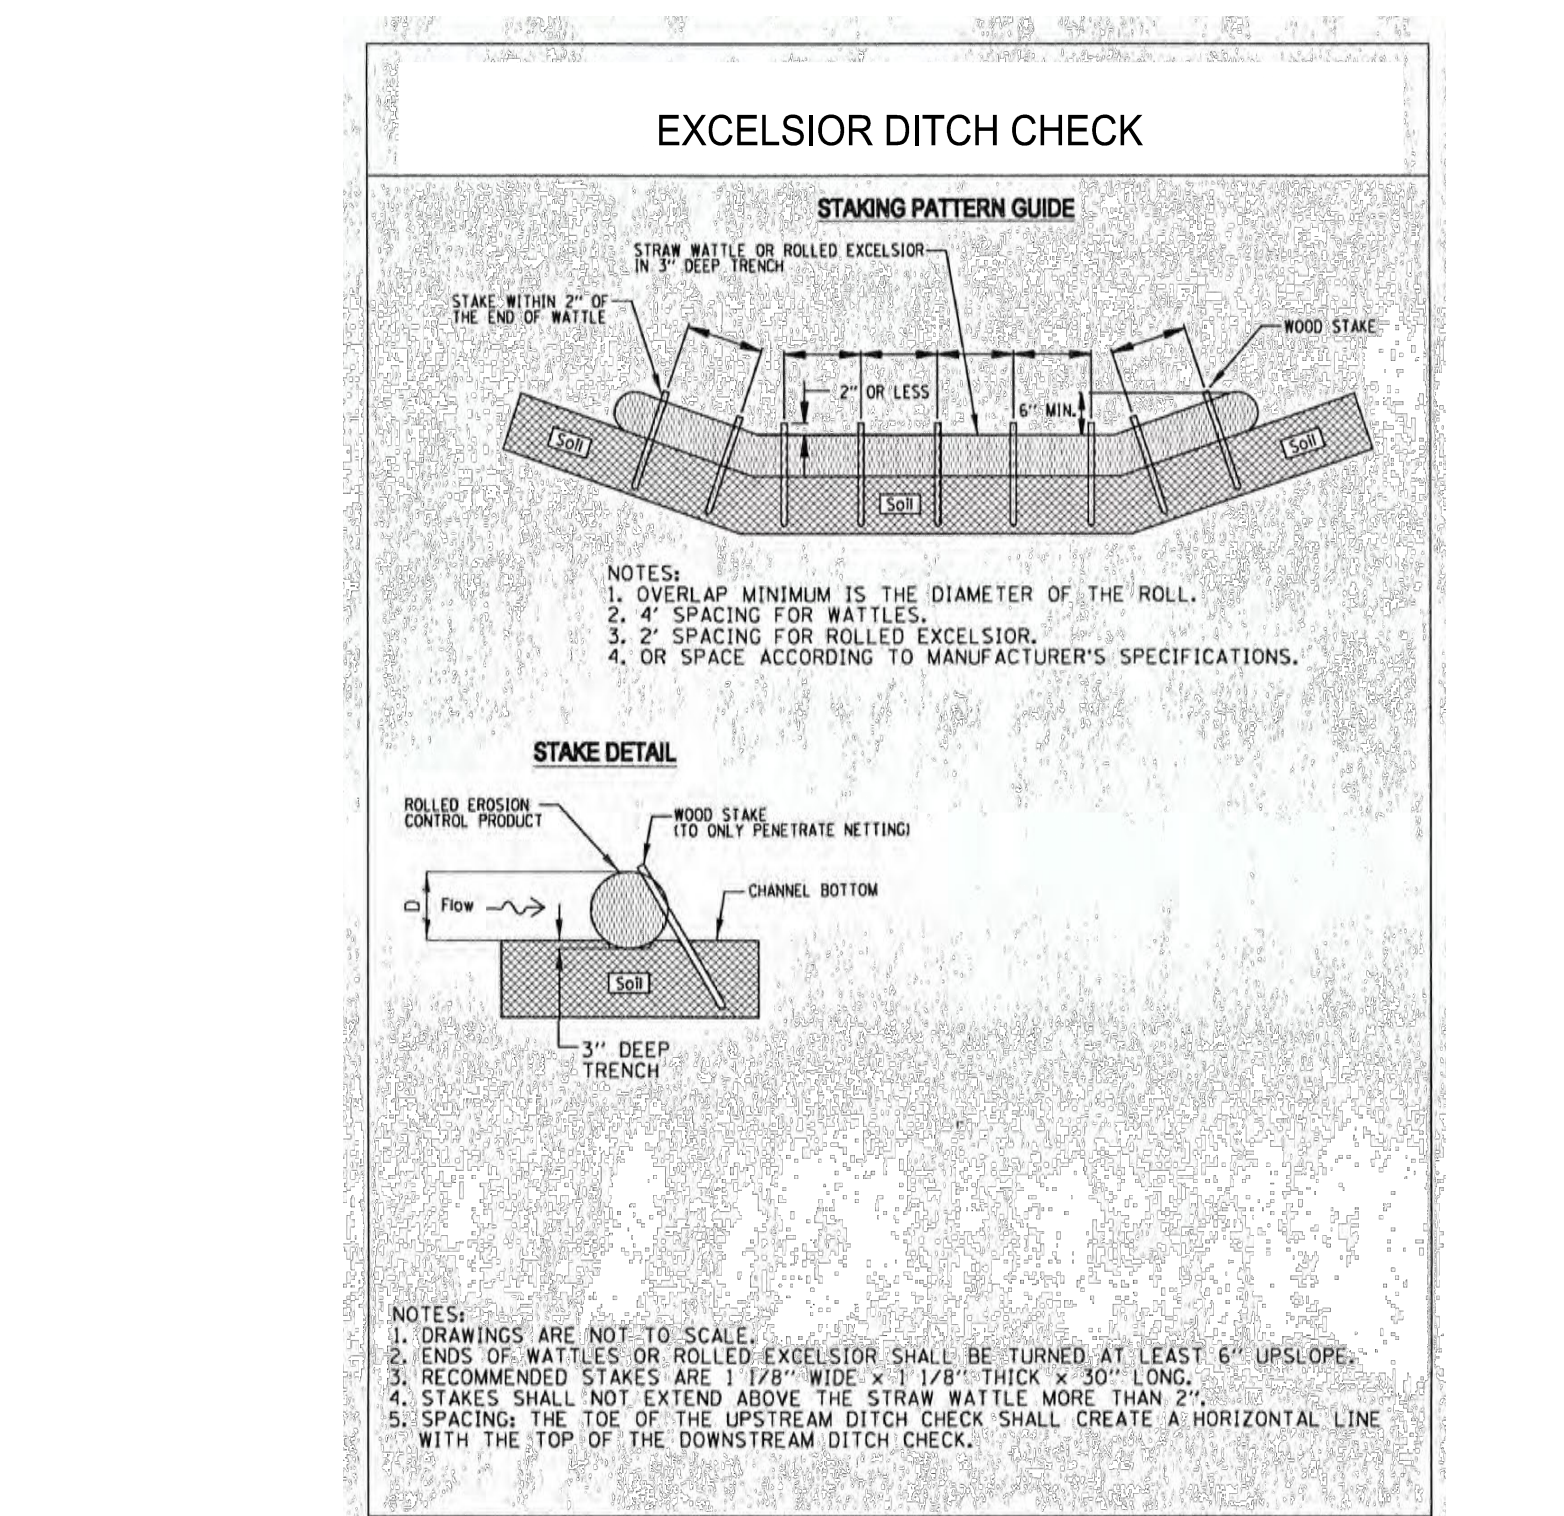 EXCELSIOR DITCH CHECK
STAKING PATTERN GUIDE
STRAW WATTLE OR ROLLED EXCELSIOR
IN 3" DEEP TRENCH
STAKE WITHIN 2" OF
THE END OF WATTLE
WOOD STAKE
2" OR LESS
6" MIN.
Soil
Soil
Soil
NOTES:
1. OVERLAP MINIMUM IS THE DIAMETER OF THE ROLL.
2. 4' SPACING FOR WATTLES.
3. 2' SPACING FOR ROLLED EXCELSIOR.
4. OR SPACE ACCORDING TO MANUFACTURER'S SPECIFICATIONS.
STAKE DETAIL
ROLLED EROSION
CONTROL PRODUCT
WOOD STAKE
(TO ONLY PENETRATE NETTING)
CHANNEL BOTTOM
D
Flow
Soil
3" DEEP
TRENCH
NOTES:
1. DRAWINGS ARE NOT TO SCALE.
2. ENDS OF WATTLES OR ROLLED EXCELSIOR SHALL BE TURNED AT LEAST 6" UPSLOPE.
3. RECOMMENDED STAKES ARE 1 1/8" WIDE x 1 1/8" THICK x 30" LONG.
4. STAKES SHALL NOT EXTEND ABOVE THE STRAW WATTLE MORE THAN 2".
5. SPACING: THE TOE OF THE UPSTREAM DITCH CHECK SHALL CREATE A HORIZONTAL LINE
WITH THE TOP OF THE DOWNSTREAM DITCH CHECK.